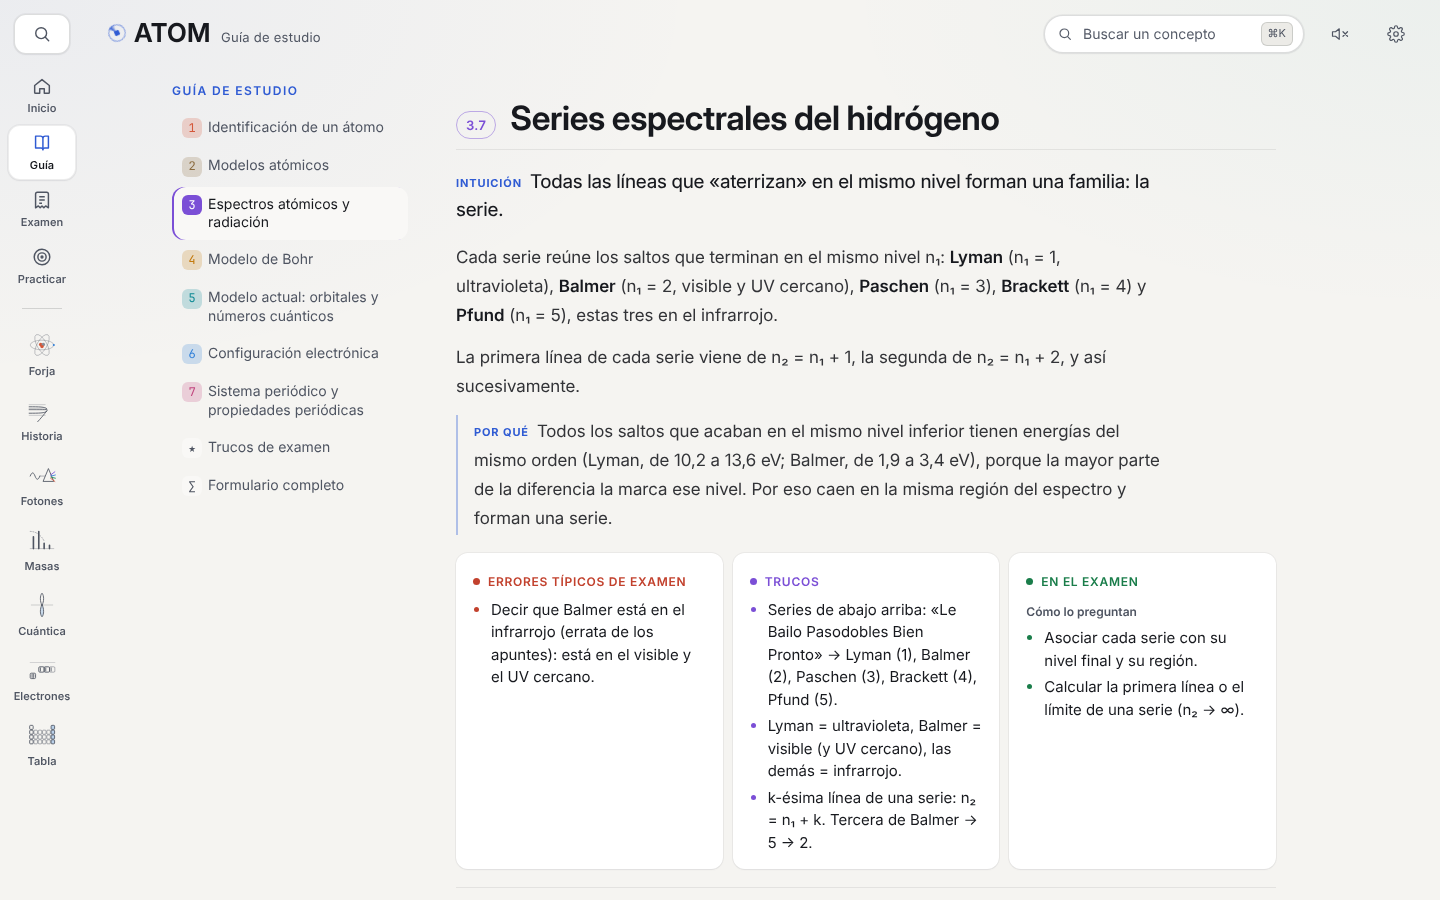 ATOM Guía de estudio
Buscar un concepto ⌘K
Inicio
Guía
Examen
Practicar
Forja
Historia
Fotones
Masas
Cuántica
Electrones
Tabla
GUÍA DE ESTUDIO
1 Identificación de un átomo
2 Modelos atómicos
3 Espectros atómicos y
radiación
4 Modelo de Bohr
5 Modelo actual: orbitales y
números cuánticos
6 Configuración electrónica
7 Sistema periódico y
propiedades periódicas
★ Trucos de examen
∑ Formulario completo
3.7 Series espectrales del hidrógeno
INTUICIÓN Todas las líneas que «aterrizan» en el mismo nivel forman una familia: la
serie.
Cada serie reúne los saltos que terminan en el mismo nivel n₁: Lyman (n₁ = 1,
ultravioleta), Balmer (n₁ = 2, visible y UV cercano), Paschen (n₁ = 3), Brackett (n₁ = 4) y
Pfund (n₁ = 5), estas tres en el infrarrojo.
La primera línea de cada serie viene de n₂ = n₁ + 1, la segunda de n₂ = n₁ + 2, y así
sucesivamente.
POR QUÉ Todos los saltos que acaban en el mismo nivel inferior tienen energías del
mismo orden (Lyman, de 10,2 a 13,6 eV; Balmer, de 1,9 a 3,4 eV), porque la mayor parte
de la diferencia la marca ese nivel. Por eso caen en la misma región del espectro y
forman una serie.
ERRORES TÍPICOS DE EXAMEN
• Decir que Balmer está en el
infrarrojo (errata de los
apuntes): está en el visible y
el UV cercano.
TRUCOS
• Series de abajo arriba: «Le
Bailo Pasodobles Bien
Pronto» → Lyman (1), Balmer
(2), Paschen (3), Brackett (4),
Pfund (5).
• Lyman = ultravioleta, Balmer =
visible (y UV cercano), las
demás = infrarrojo.
• k-ésima línea de una serie: n₂
= n₁ + k. Tercera de Balmer →
5 → 2.
EN EL EXAMEN
Cómo lo preguntan
• Asociar cada serie con su
nivel final y su región.
• Calcular la primera línea o el
límite de una serie (n₂ → ∞).